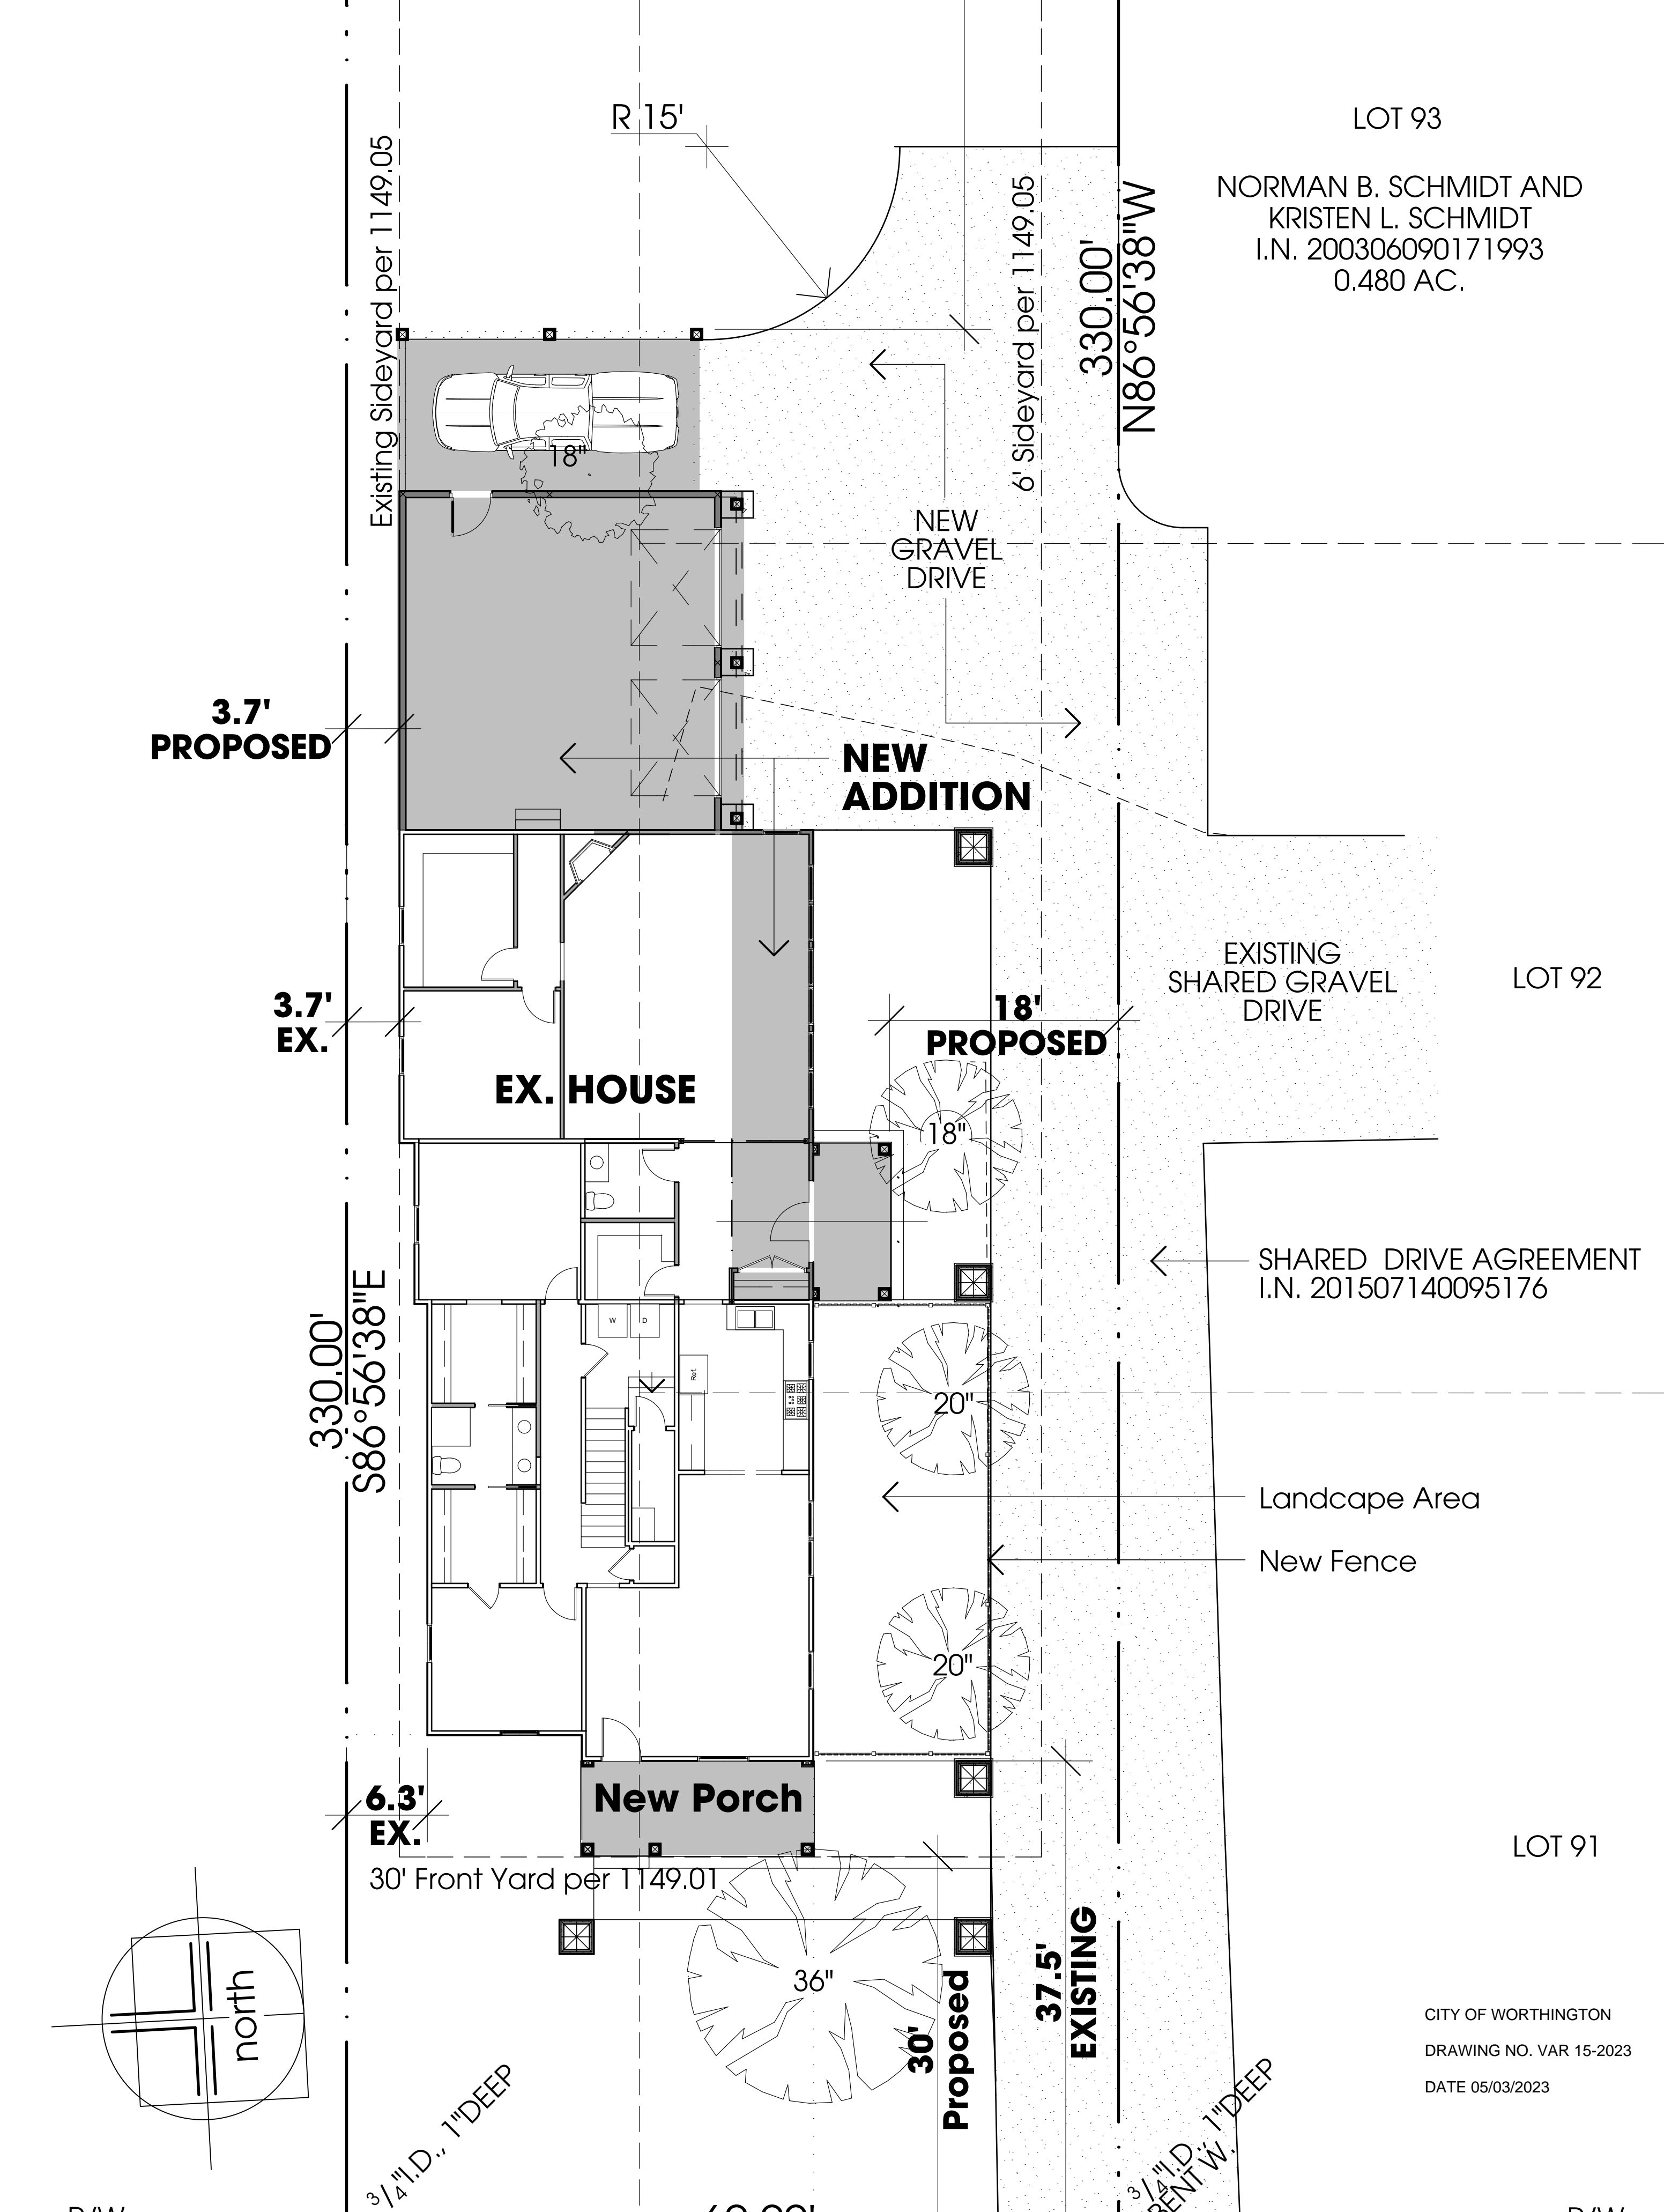 R 15'
LOT 93
NORMAN B. SCHMIDT AND
KRISTEN L. SCHMIDT
I.N. 200306090171993
0.480 AC.
Existing Sideyard per 1149.05
6' Sideyard per 1149.05
330.00'
N86°56'38"W
18"
NEW
GRAVEL
DRIVE
3.7'
PROPOSED
NEW
ADDITION
EXISTING
SHARED GRAVEL
DRIVE
LOT 92
3.7'
EX.
18'
PROPOSED
EX. HOUSE
18"
SHARED DRIVE AGREEMENT
I.N. 201507140095176
330.00'
S86°56'38"E
W
D
Ref.
20"
Landcape Area
New Fence
20"
New Porch
6.3'
EX.
LOT 91
30' Front Yard per 1149.01
36"
30'
Proposed
37.5'
EXISTING
north
CITY OF WORTHINGTON
DRAWING NO. VAR 15-2023
DATE 05/03/2023
3/4"I.D., 1"DEEP
3/4"I.D., 1"DEEP
BENT W.